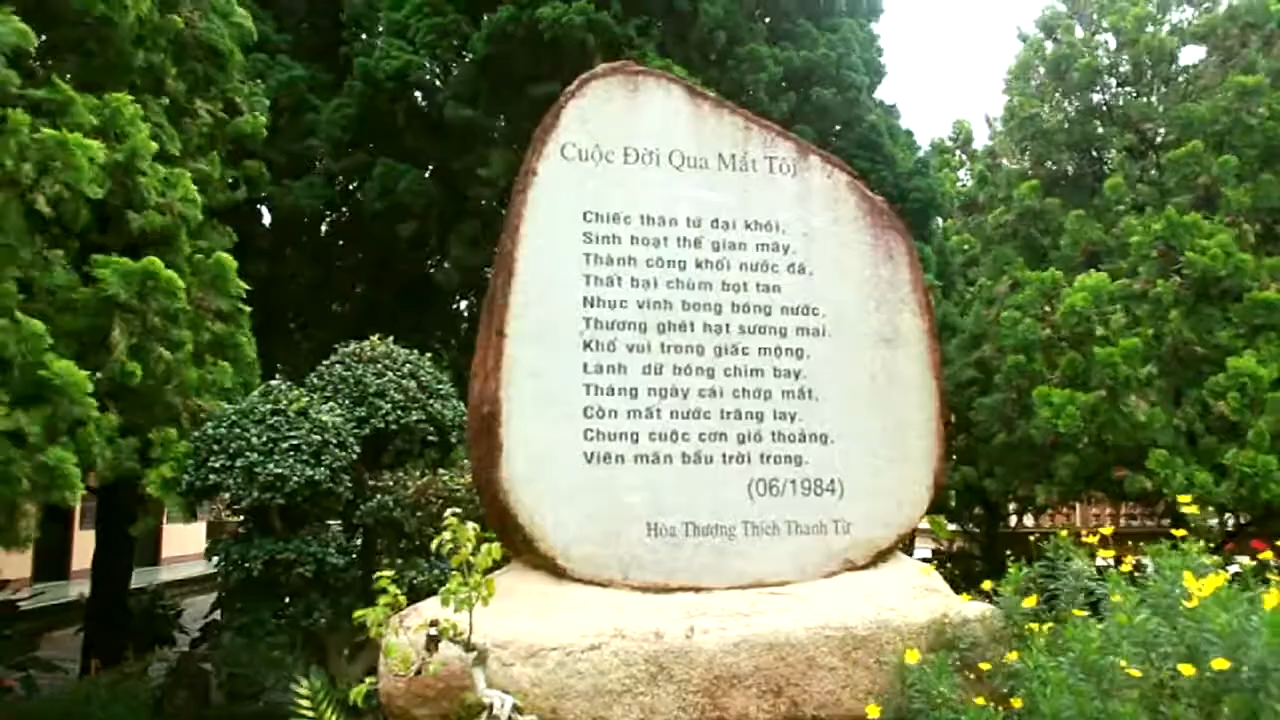 Cuộc Đời Qua Mắt Tôi
Chiếc thân tứ đại khối,
Sinh hoạt thế gian mây,
Thành công khối nước đá,
Thất bại chùm bọt tan
Nhục vinh bong bóng nước,
Thương ghét hạt sương mai.
Khổ vui trong giấc mộng,
Lành dữ bóng chim bay.
Tháng ngày cái chớp mắt,
Còn mất nước trăng lay.
Chung cuộc cơn gió thoảng,
Viên mãn bầu trời trong.
(06/1984)
Hòa Thượng Thích Thanh Từ